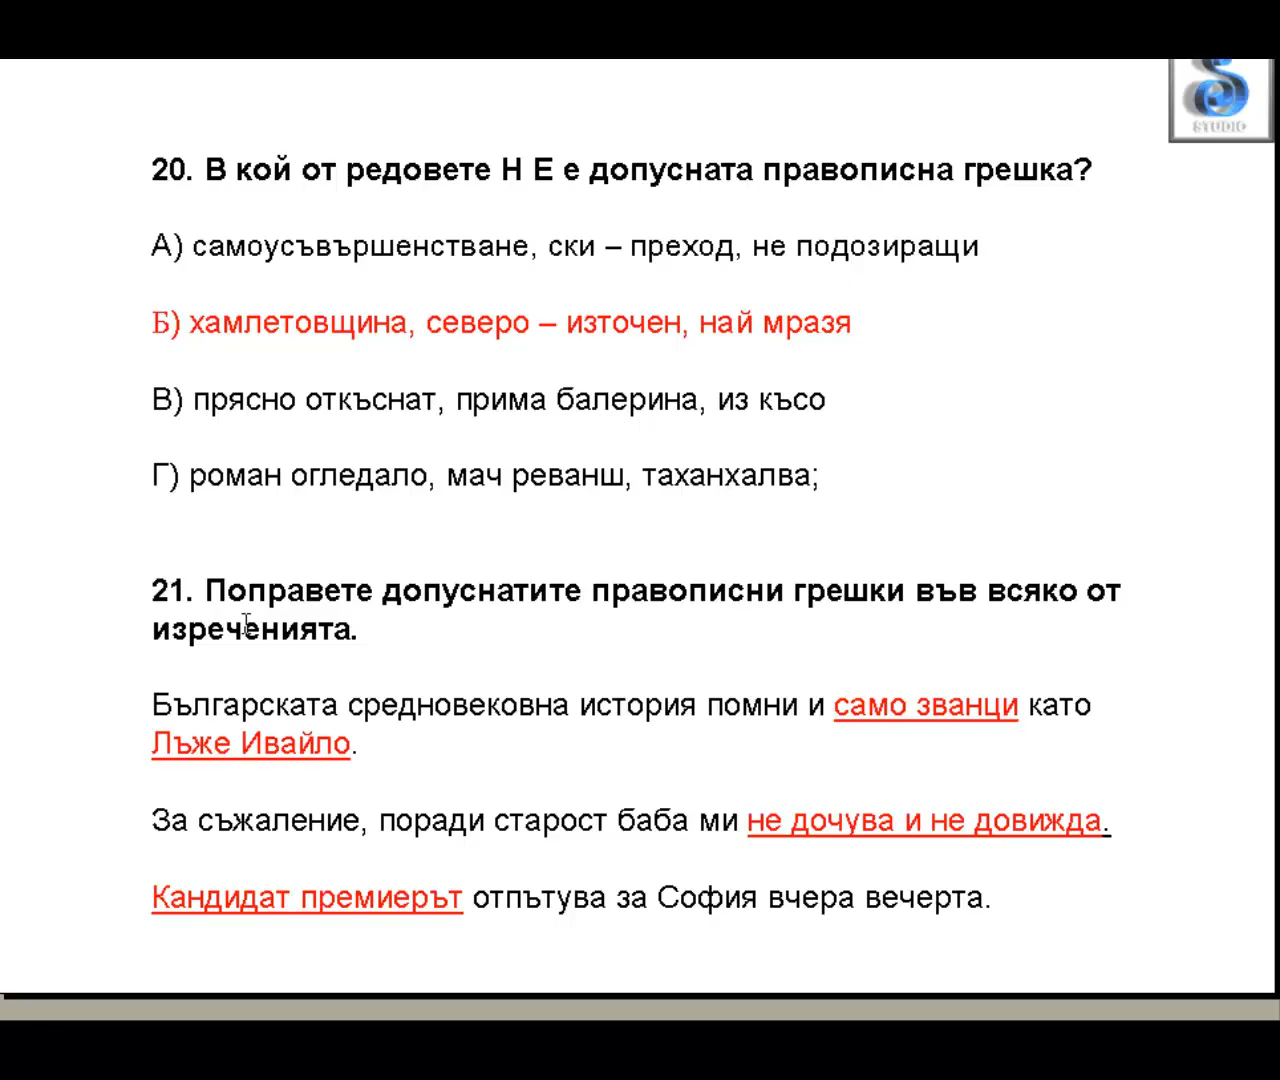 STUDIO
20. В кой от редовете Н Е е допусната правописна грешка?
А) самоусъвършенстване, ски – преход, не подозиращи
Б) хамлетовщина, северо – източен, най мразя
В) прясно откъснат, прима балерина, из късо
Г) роман огледало, мач реванш, таханхалва;
21. Поправете допуснатите правописни грешки във всяко от
изреченията.
Българската средновековна история помни и само званци като
Лъже Ивайло.
За съжаление, поради старост баба ми не дочува и не довижда.
Кандидат премиерът отпътува за София вчера вечерта.